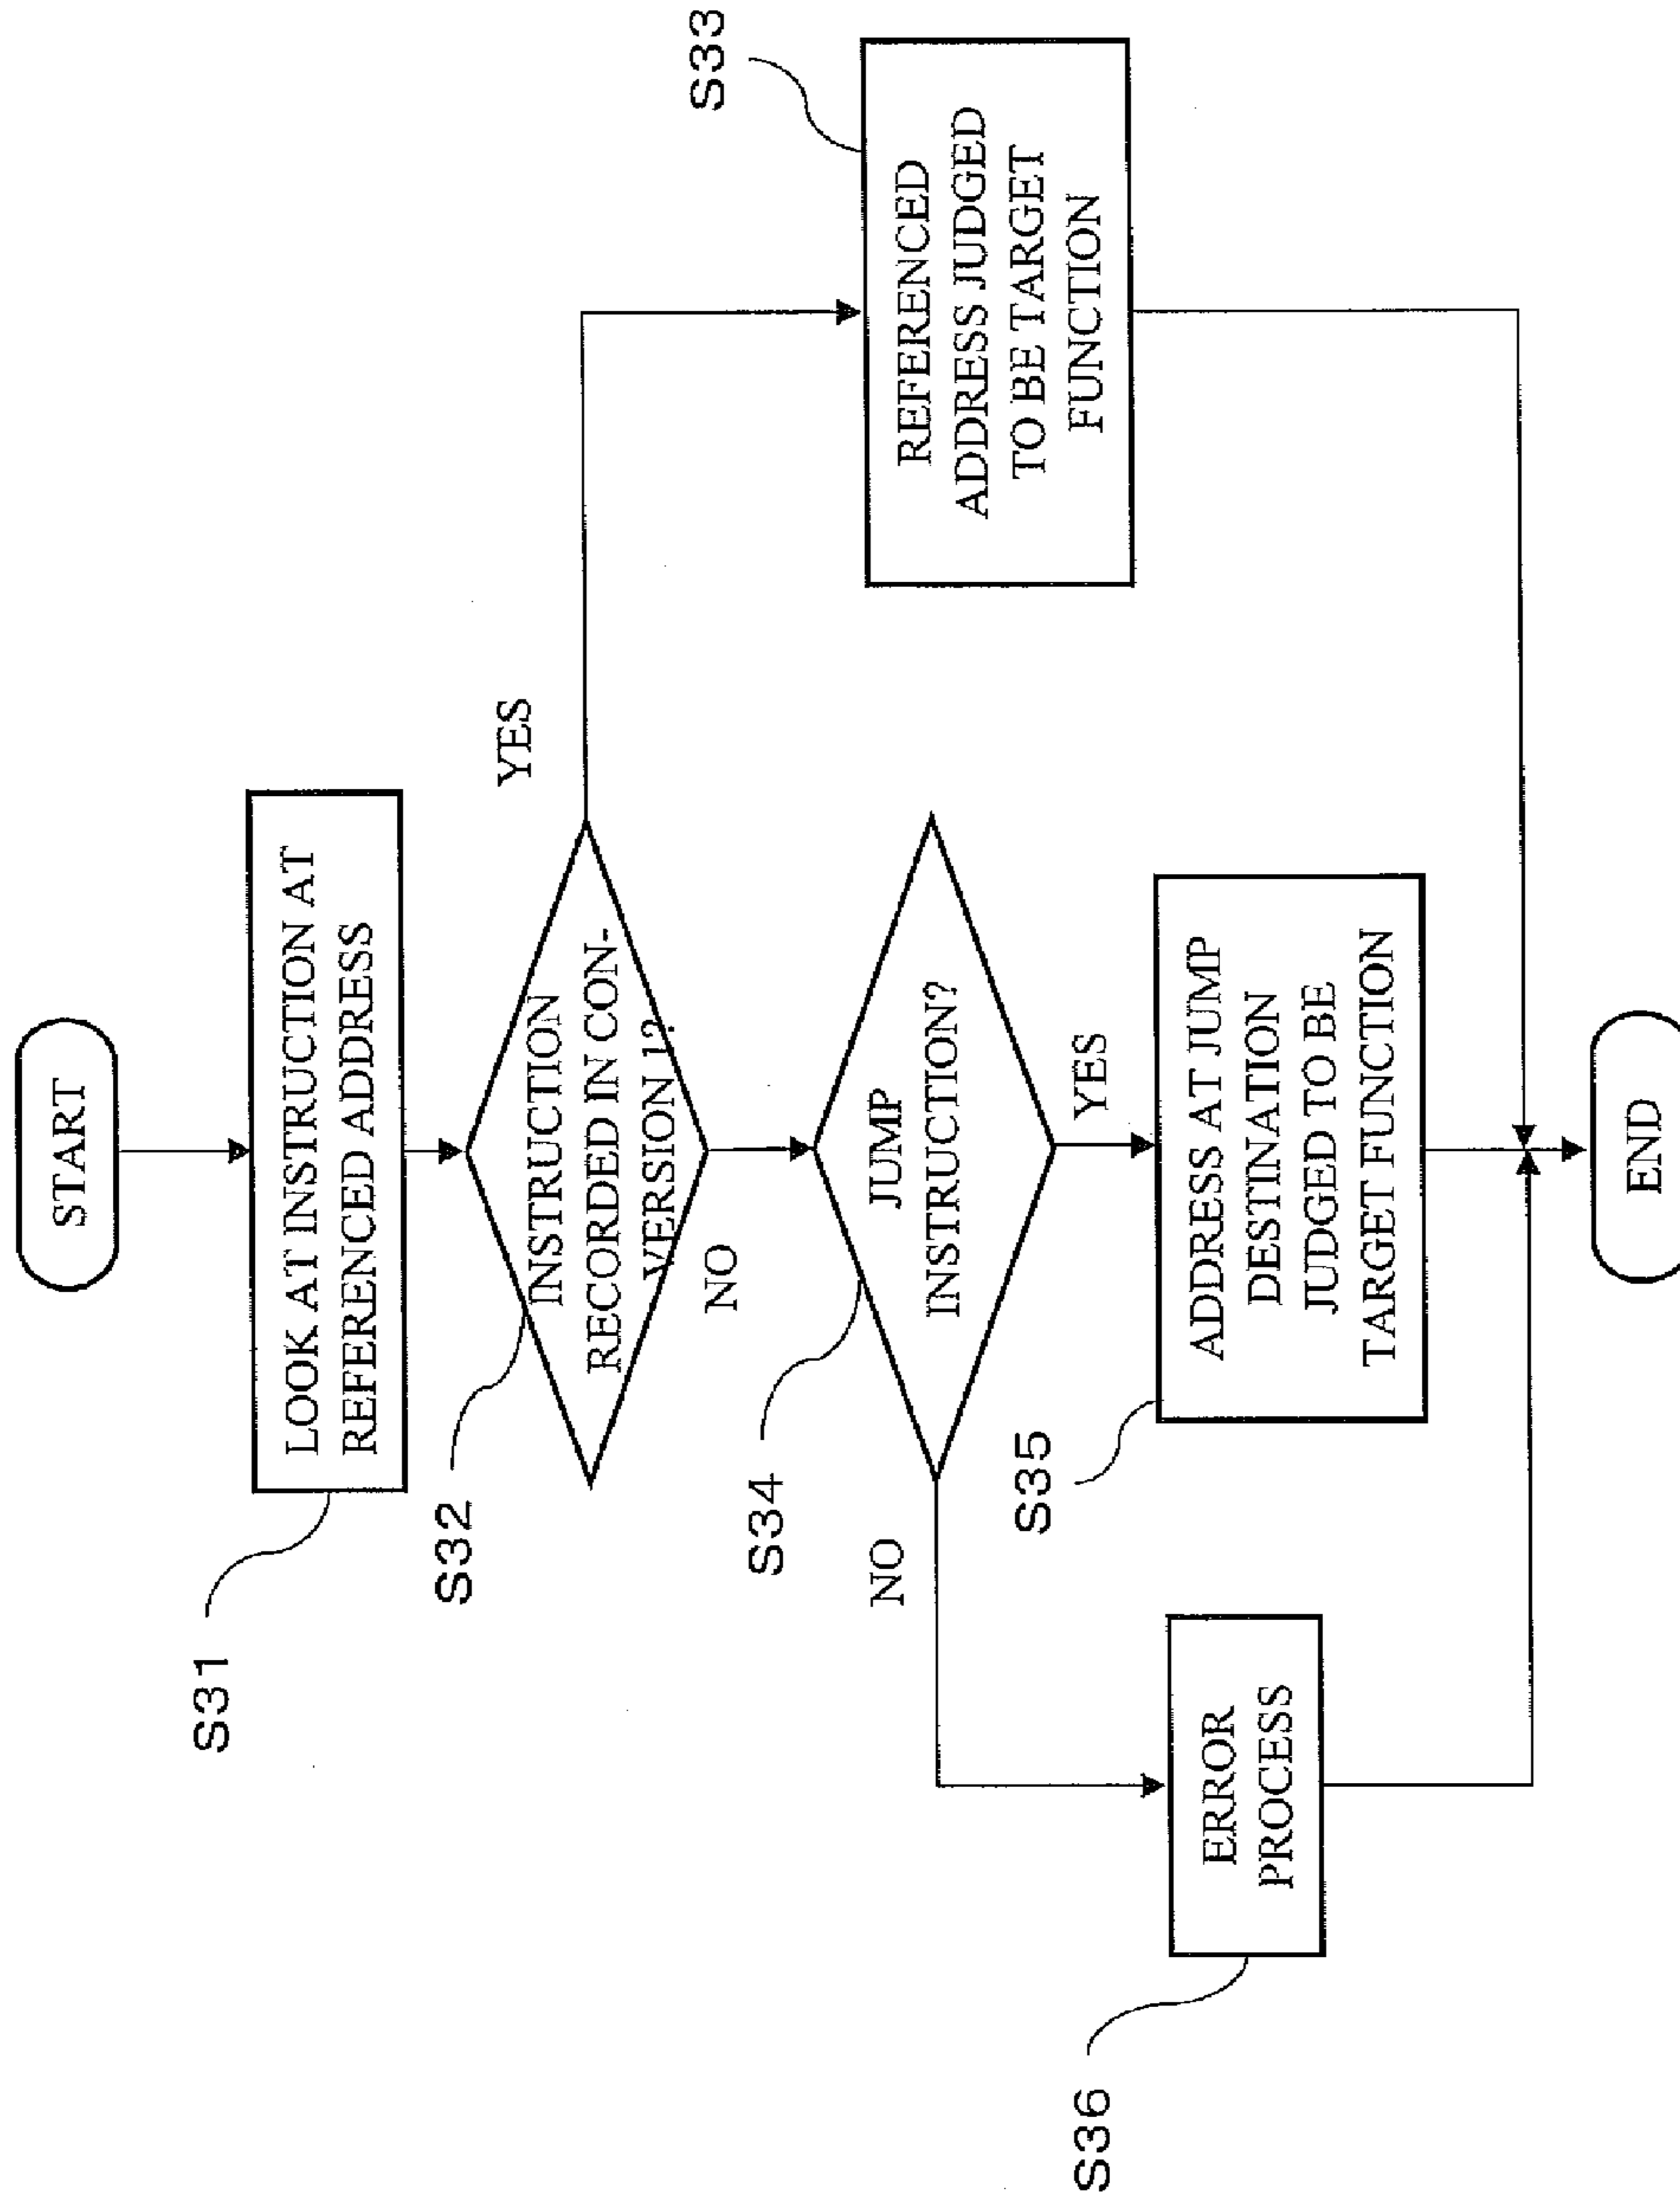 START
S31
LOOK AT INSTRUCTION AT
REFERENCED ADDRESS
S32
INSTRUCTION
RECORDED IN CON-
VERSION 1?
YES
NO
S33
REFERENCED
ADDRESS JUDGED
TO BE TARGET
FUNCTION
S34
JUMP
INSTRUCTION?
NO
YES
S35
ADDRESS AT JUMP
DESTINATION
JUDGED TO BE
TARGET FUNCTION
S36
ERROR
PROCESS
END